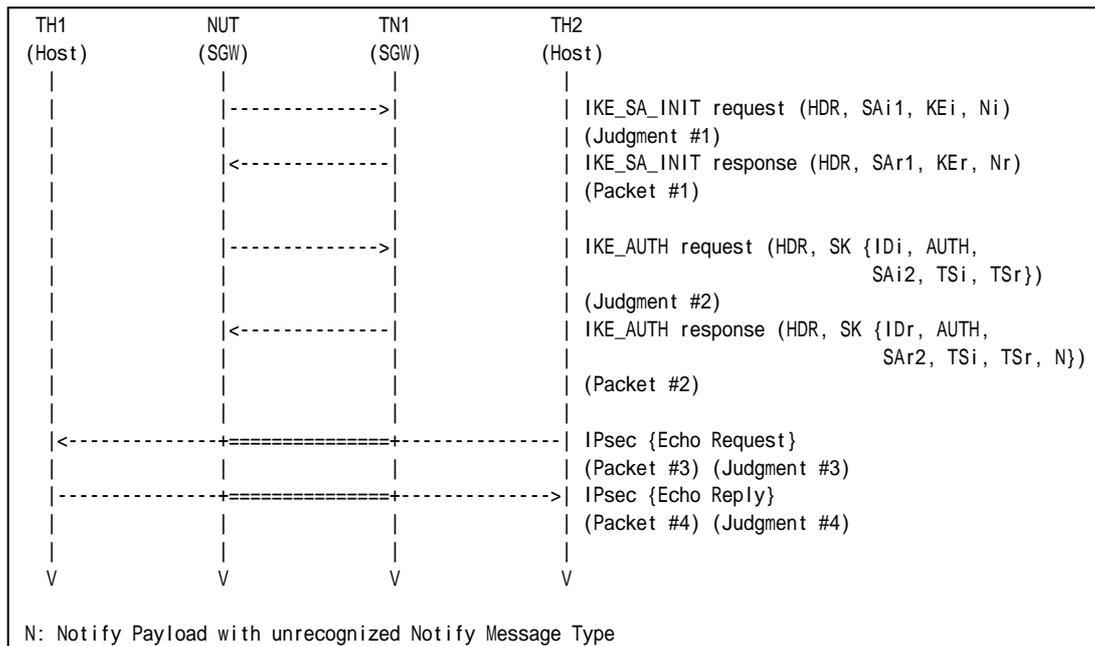 TH1 NUT TN1 TH2
(Host) (SGW) (SGW) (Host)
| | | |
| |-------------->| | IKE_SA_INIT request (HDR, SAi1, KEi, Ni)
| | | | (Judgment #1)
| |<--------------| | IKE_SA_INIT response (HDR, SAr1, KEr, Nr)
| | | | (Packet #1)
| | | |
| |-------------->| | IKE_AUTH request (HDR, SK {IDi, AUTH,
| | | | SAi2, TSi, TSr})
| | | | (Judgment #2)
| |<--------------| | IKE_AUTH response (HDR, SK {IDr, AUTH,
| | | | SAr2, TSi, TSr, N})
| | | | (Packet #2)
| | | |
|<--------------+===============+--------------| IPsec {Echo Request}
| | | | (Packet #3) (Judgment #3)
|---------------+===============+------------->| IPsec {Echo Reply}
| | | | (Packet #4) (Judgment #4)
| | | |
V V V V
N: Notify Payload with unrecognized Notify Message Type